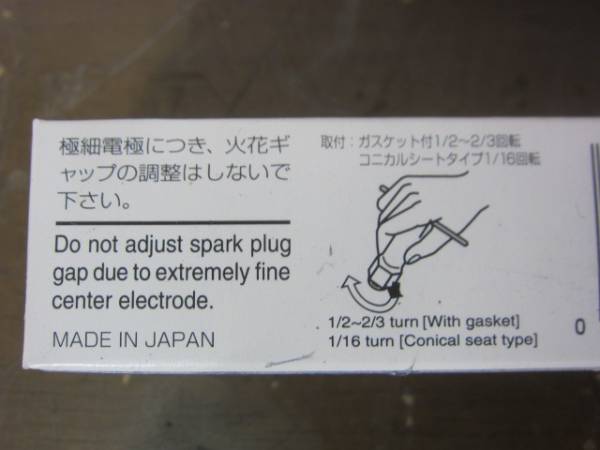 極細電極につき、火花ギ
ャップの調整はしないで
下さい。
Do not adjust spark plug
gap due to extremely fine
center electrode.
MADE IN JAPAN
取付：ガスケット付1/2～2/3回転
コニカルシートタイプ1/16回転
1/2~2/3 turn [With gasket]
1/16 turn [Conical seat type]
0